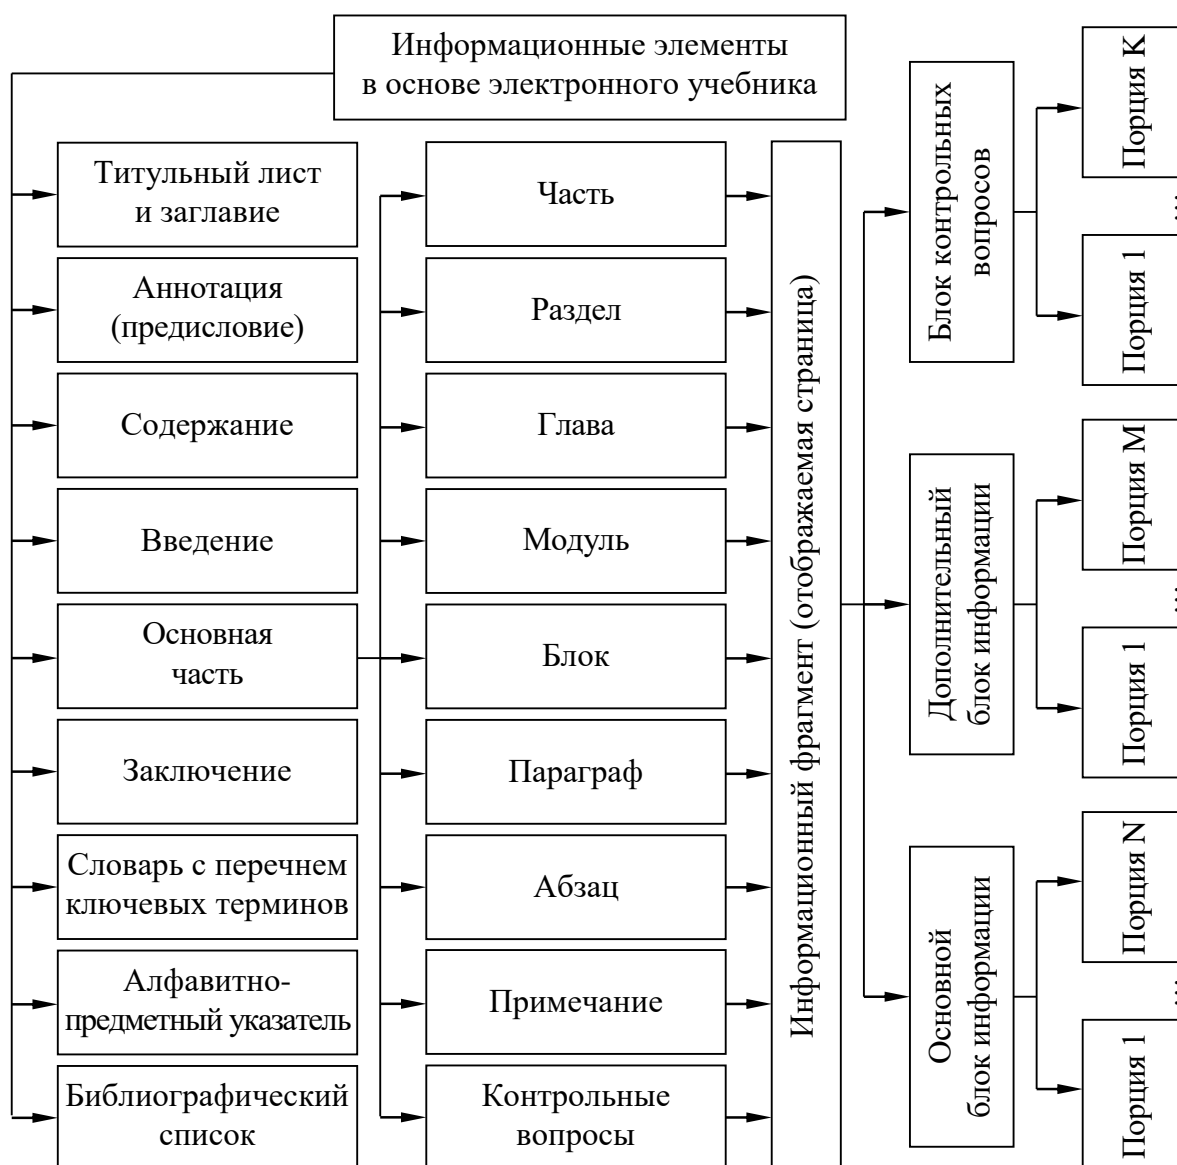 Информационные элементы
в основе электронного учебника
Титульный лист
и заглавие
Аннотация
(предисловие)
Содержание
Введение
Основная
часть
Заключение
Словарь с перечнем
ключевых терминов
Алфавитно-
предметный указатель
Библиографический
список
Часть
Раздел
Глава
Модуль
Блок
Параграф
Абзац
Примечание
Контрольные
вопросы
Информационный фрагмент (отображаемая страница)
Блок контрольных
вопросов
Порция K
...
Порция 1
Дополнительный
блок информации
Порция M
...
Порция 1
Основной
блок информации
Порция N
...
Порция 1